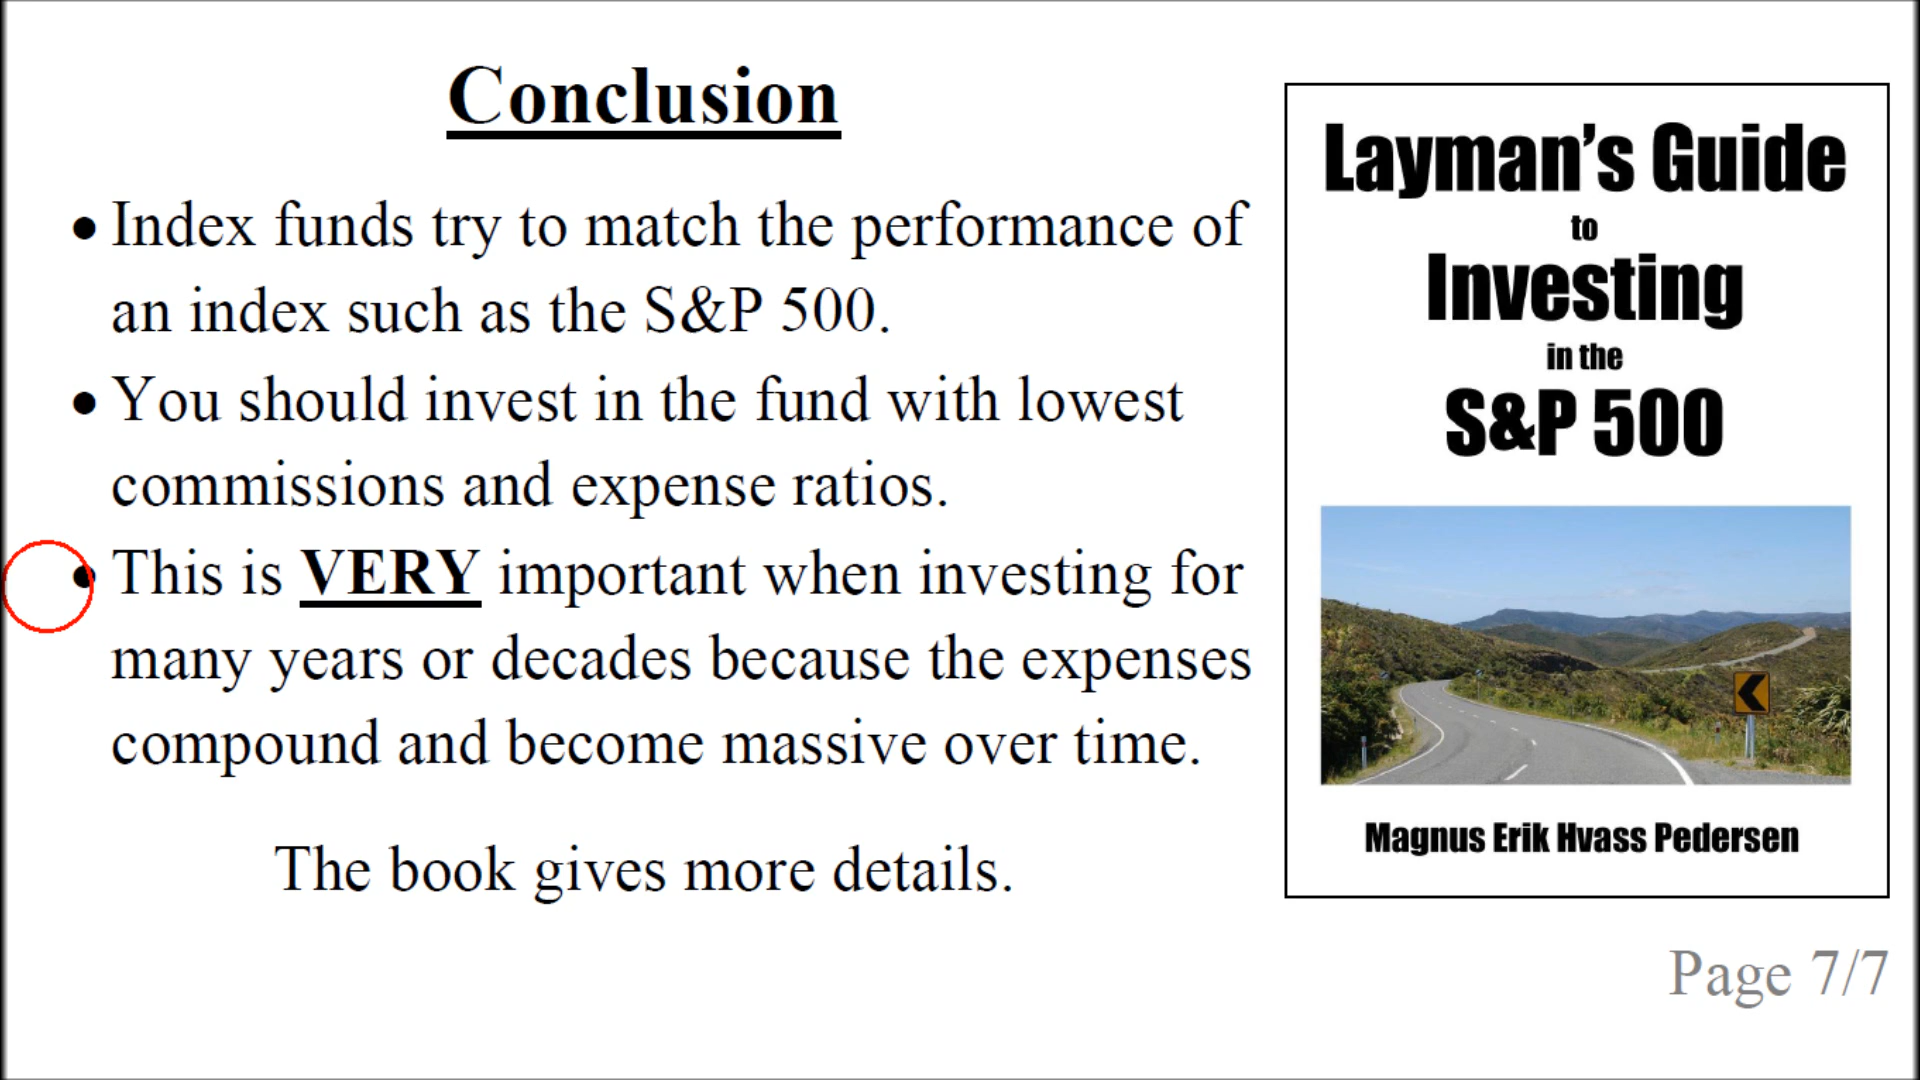 Conclusion
• Index funds try to match the performance of
an index such as the S&P 500.
• You should invest in the fund with lowest
commissions and expense ratios.
• This is VERY important when investing for
many years or decades because the expenses
compound and become massive over time.
The book gives more details.
Layman’s Guide
to
Investing
in the
S&P 500
Magnus Erik Hvass Pedersen
Page 7/7